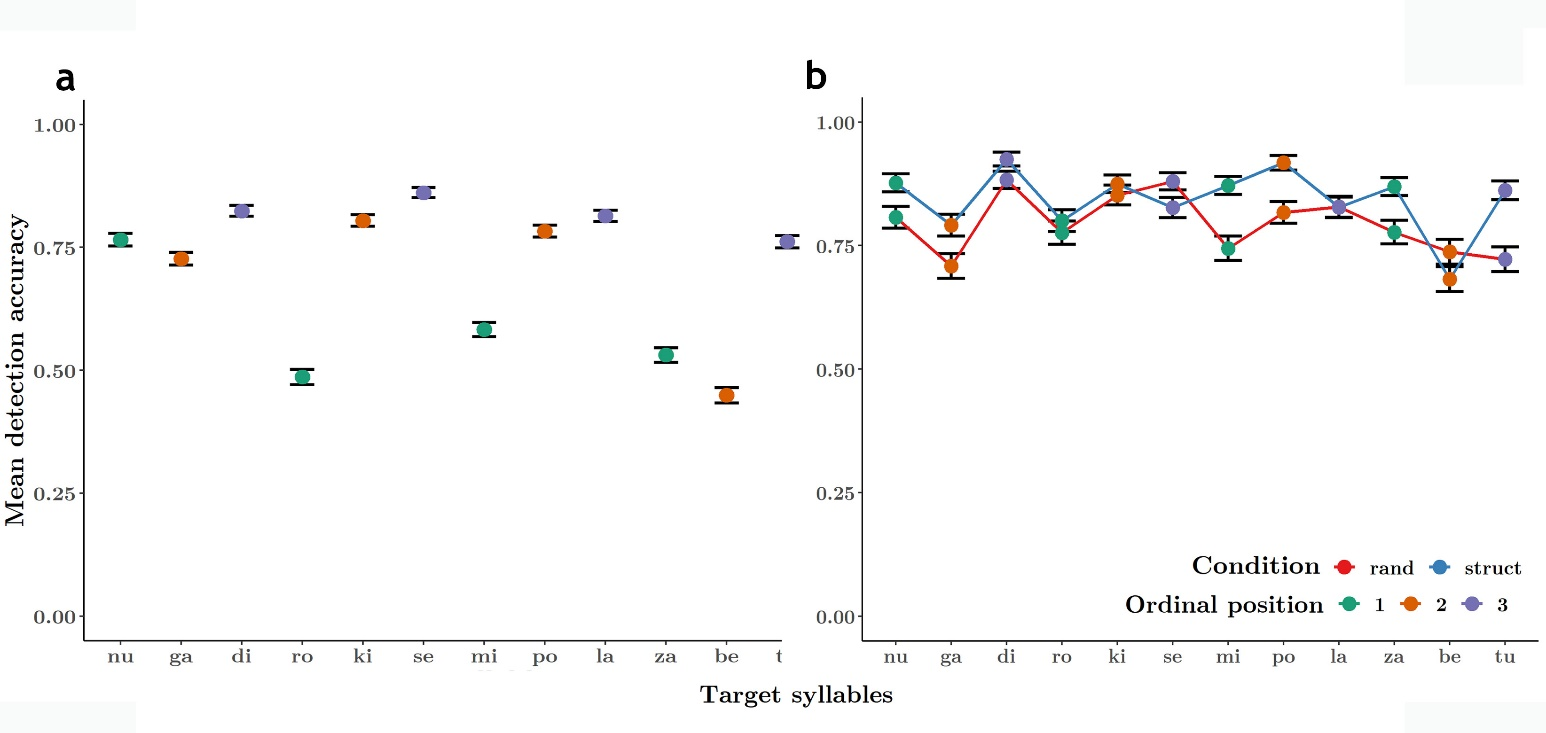 a
b
Mean detection accuracy
1.00
0.75
0.50
0.25
0.00
nu ga di ro ki se mi po la za be t
1.00
0.75
0.50
0.25
0.00
Condition rand struct
Ordinal position 1 2 3
nu ga di ro ki se mi po la za be tu
Target syllables